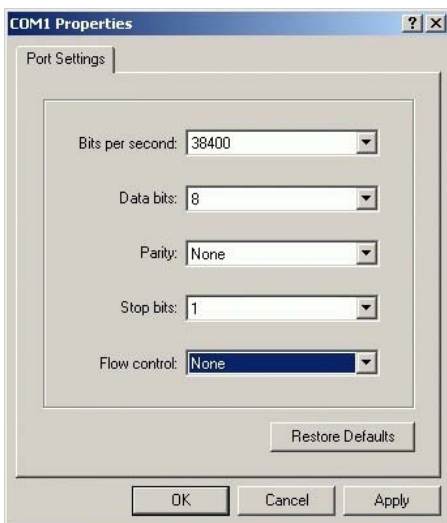 COM1 Properties
Port Settings
Bits per second: 38400
Data bits: 8
Parity: None
Stop bits: 1
Flow control: None
Restore Defaults
OK Cancel Apply